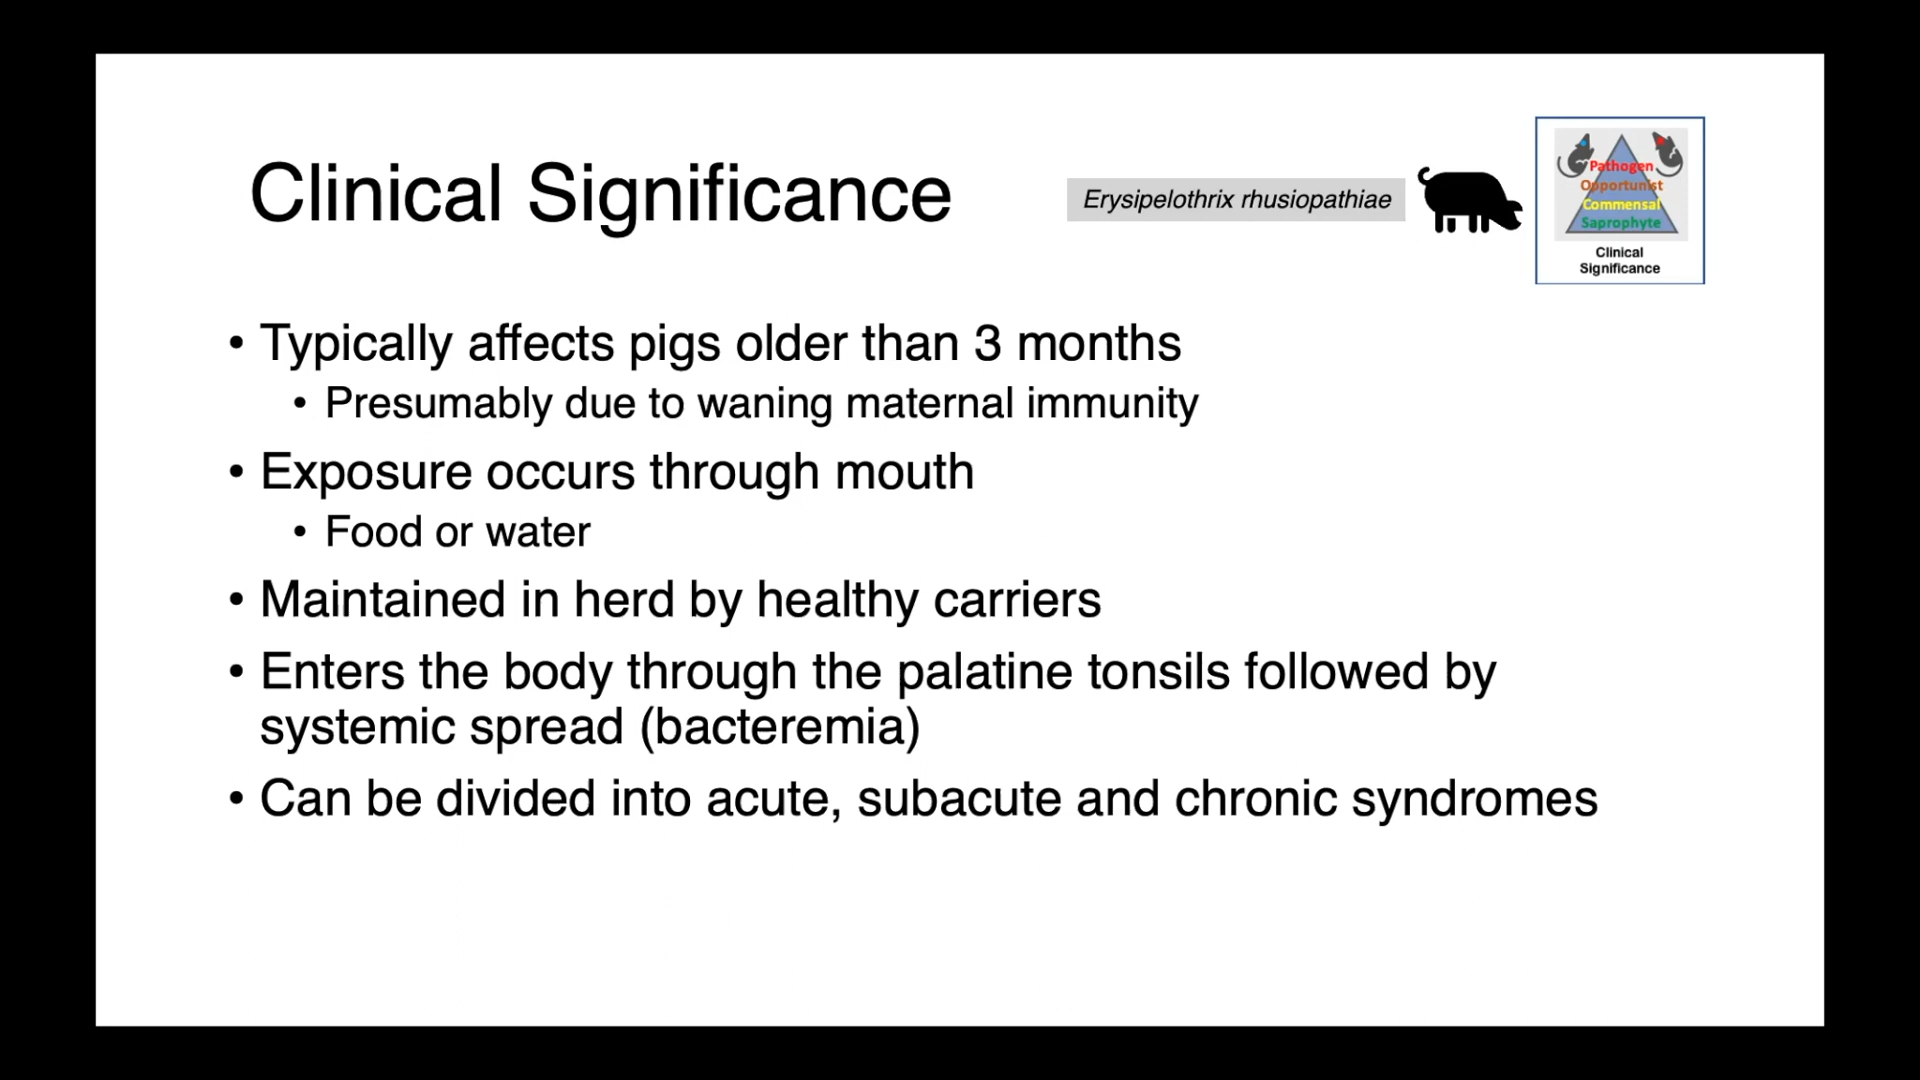 Clinical Significance
Erysipelothrix rhusiopathiae
Pathogen
Opportunist
Commensal
Saprophyte
Clinical
Significance
• Typically affects pigs older than 3 months
• Presumably due to waning maternal immunity
• Exposure occurs through mouth
• Food or water
• Maintained in herd by healthy carriers
• Enters the body through the palatine tonsils followed by
systemic spread (bacteremia)
• Can be divided into acute, subacute and chronic syndromes